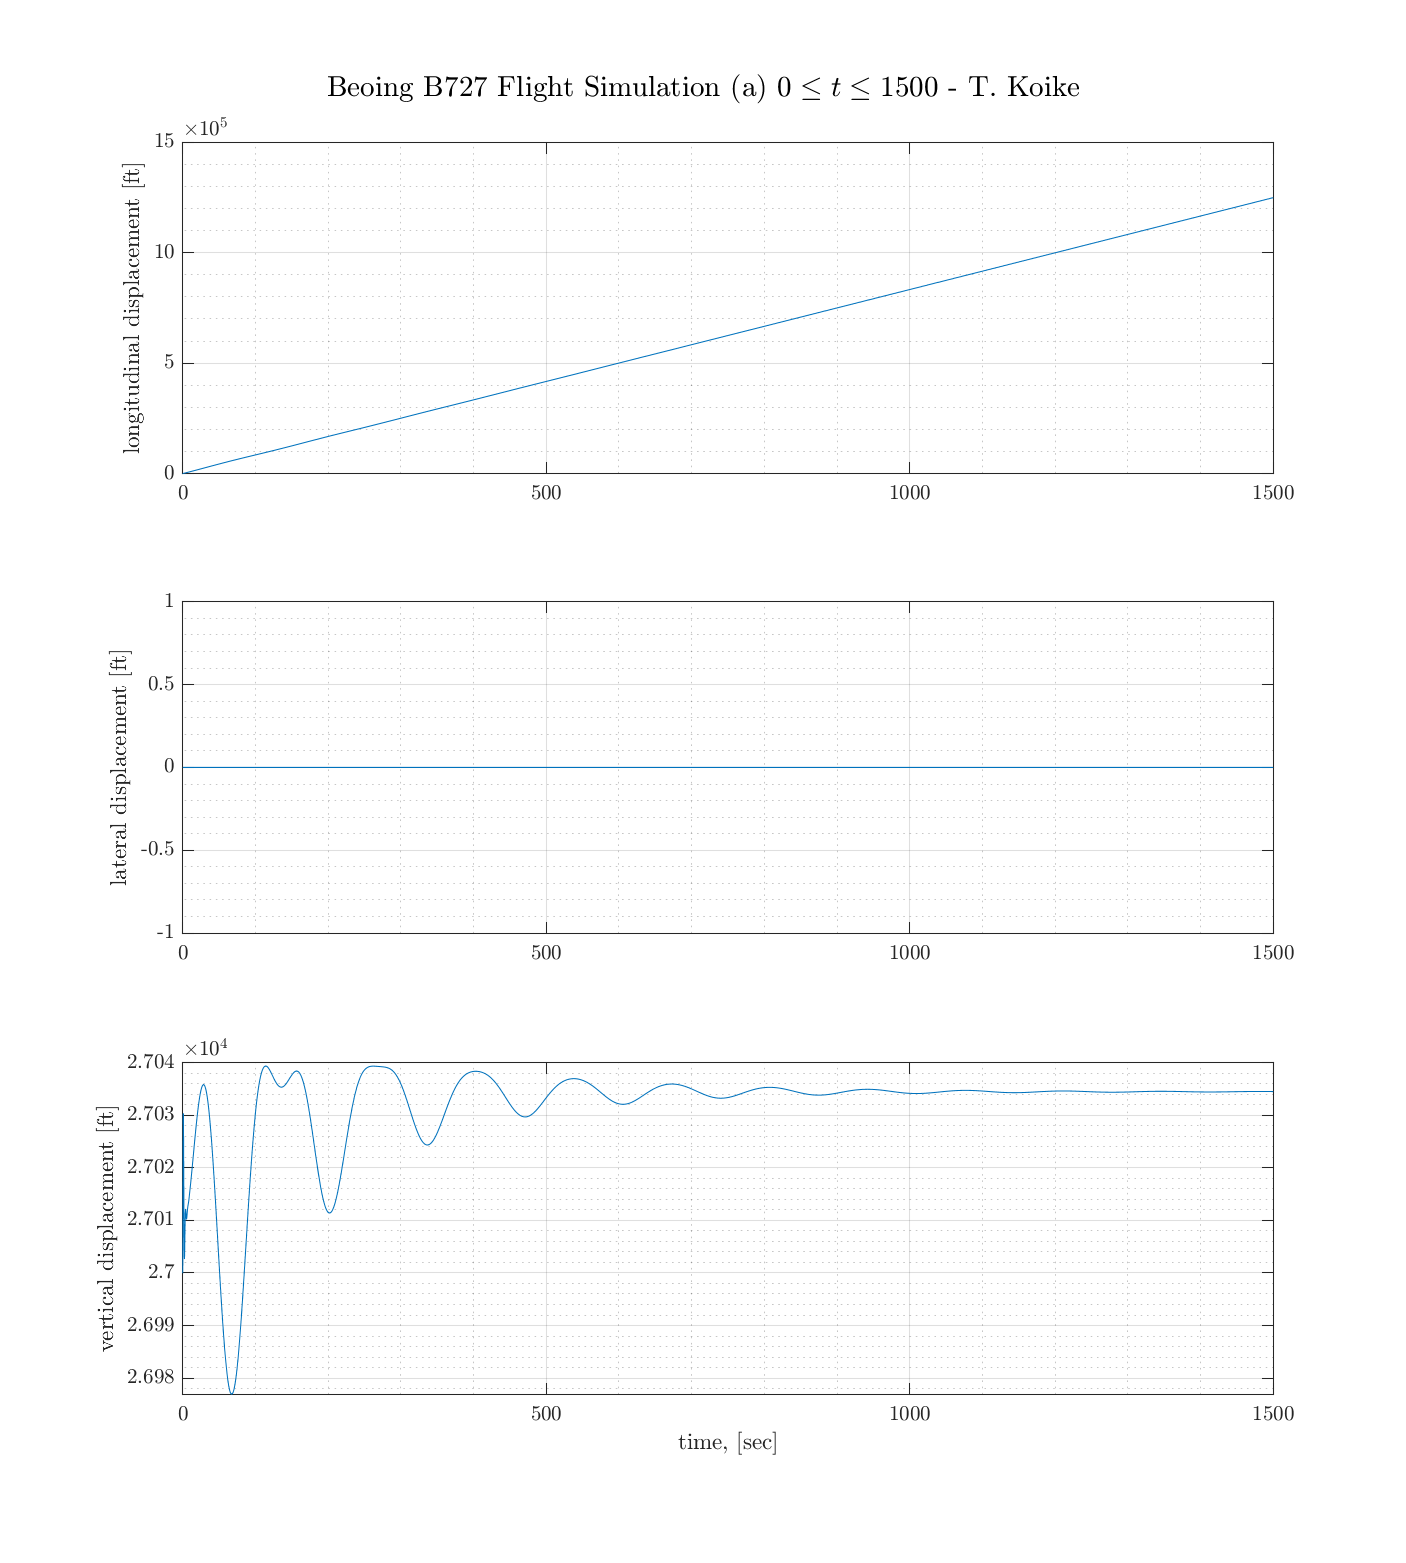 Beoing B727 Flight Simulation (a) 0 ≤ t ≤ 1500 - T. Koike
×10^5
15
10
5
0
longitudinal displacement [ft]
0 500 1000 1500
1
0.5
0
-0.5
-1
lateral displacement [ft]
0 500 1000 1500
×10^4
2.704
2.703
2.702
2.701
2.7
2.699
2.698
vertical displacement [ft]
0 500 1000 1500
time, [sec]